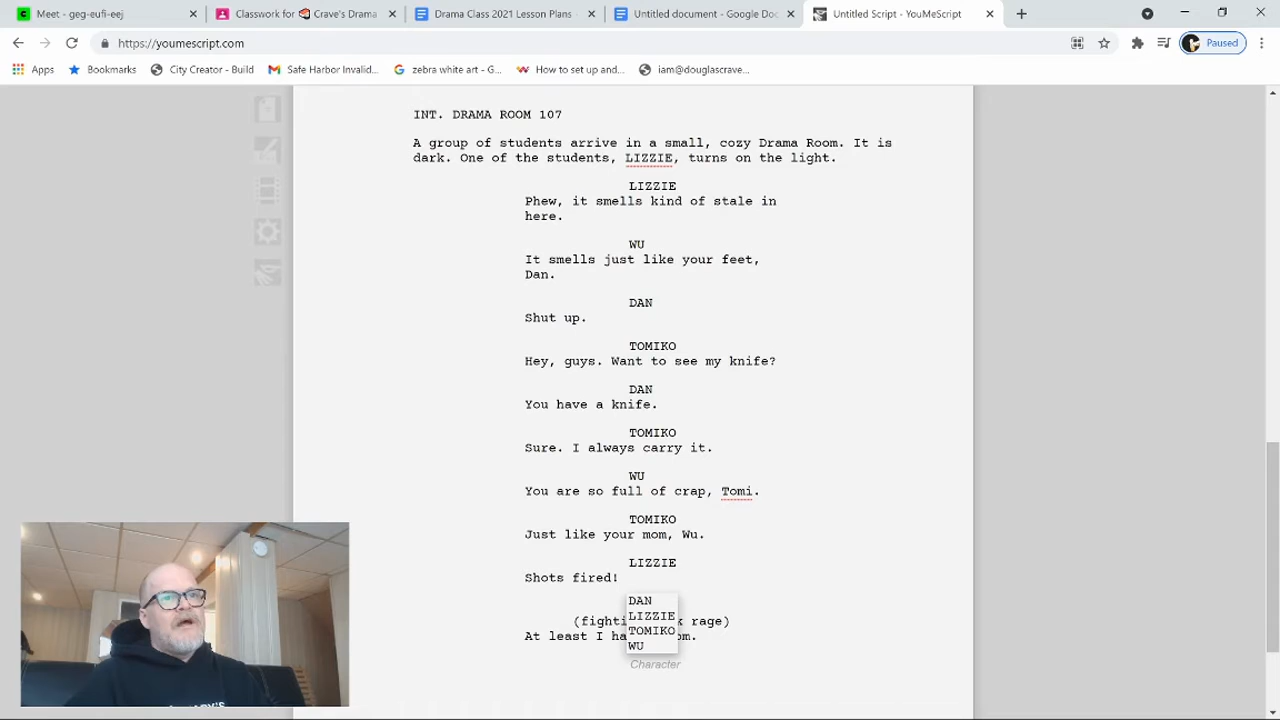 Meet - geg-eufi-eej
Classwork for Crave's Drama
Drama Class 2021 Lesson Plans -
Untitled document - Google Doc
Untitled Script - YouMeScript
https://youmescript.com
Paused
Apps
Bookmarks
City Creator - Build
Safe Harbor Invalid...
zebra white art - G...
How to set up and...
iam@douglascrave...
INT. DRAMA ROOM 107
A group of students arrive in a small, cozy Drama Room. It is
dark. One of the students, LIZZIE, turns on the light.
LIZZIE
Phew, it smells kind of stale in
here.
WU
It smells just like your feet,
Dan.
DAN
Shut up.
TOMIKO
Hey, guys. Want to see my knife?
DAN
You have a knife.
TOMIKO
Sure. I always carry it.
WU
You are so full of crap, Tomi.
TOMIKO
Just like your mom, Wu.
LIZZIE
Shots fired!
DAN
LIZZIE
TOMIKO
WU
(fighti k rage)
At least I ha om.
Character